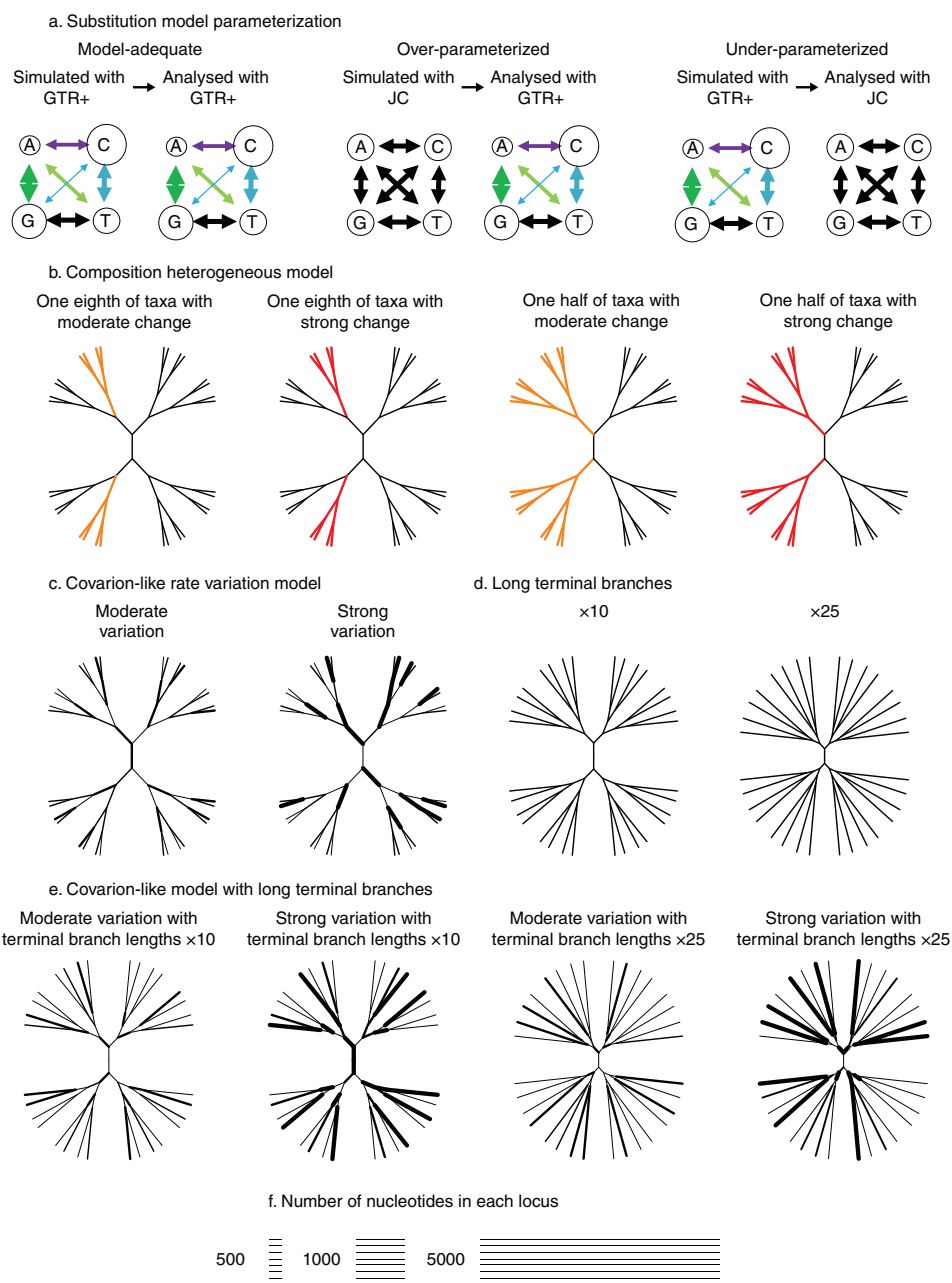 a. Substitution model parameterization
Model-adequate
Over-parameterized
Under-parameterized
Simulated with GTR+
Analysed with GTR+
Simulated with JC
Analysed with GTR+
Simulated with GTR+
Analysed with JC
A C
G T
A C
G T
A C
G T
A C
G T
A C
G T
A C
G T
b. Composition heterogeneous model
One eighth of taxa with
moderate change
One eighth of taxa with
strong change
One half of taxa with
moderate change
One half of taxa with
strong change
c. Covarion-like rate variation model
Moderate
variation
Strong
variation
d. Long terminal branches
×10
×25
e. Covarion-like model with long terminal branches
Moderate variation with
terminal branch lengths ×10
Strong variation with
terminal branch lengths ×10
Moderate variation with
terminal branch lengths ×25
Strong variation with
terminal branch lengths ×25
f. Number of nucleotides in each locus
500
1000
5000